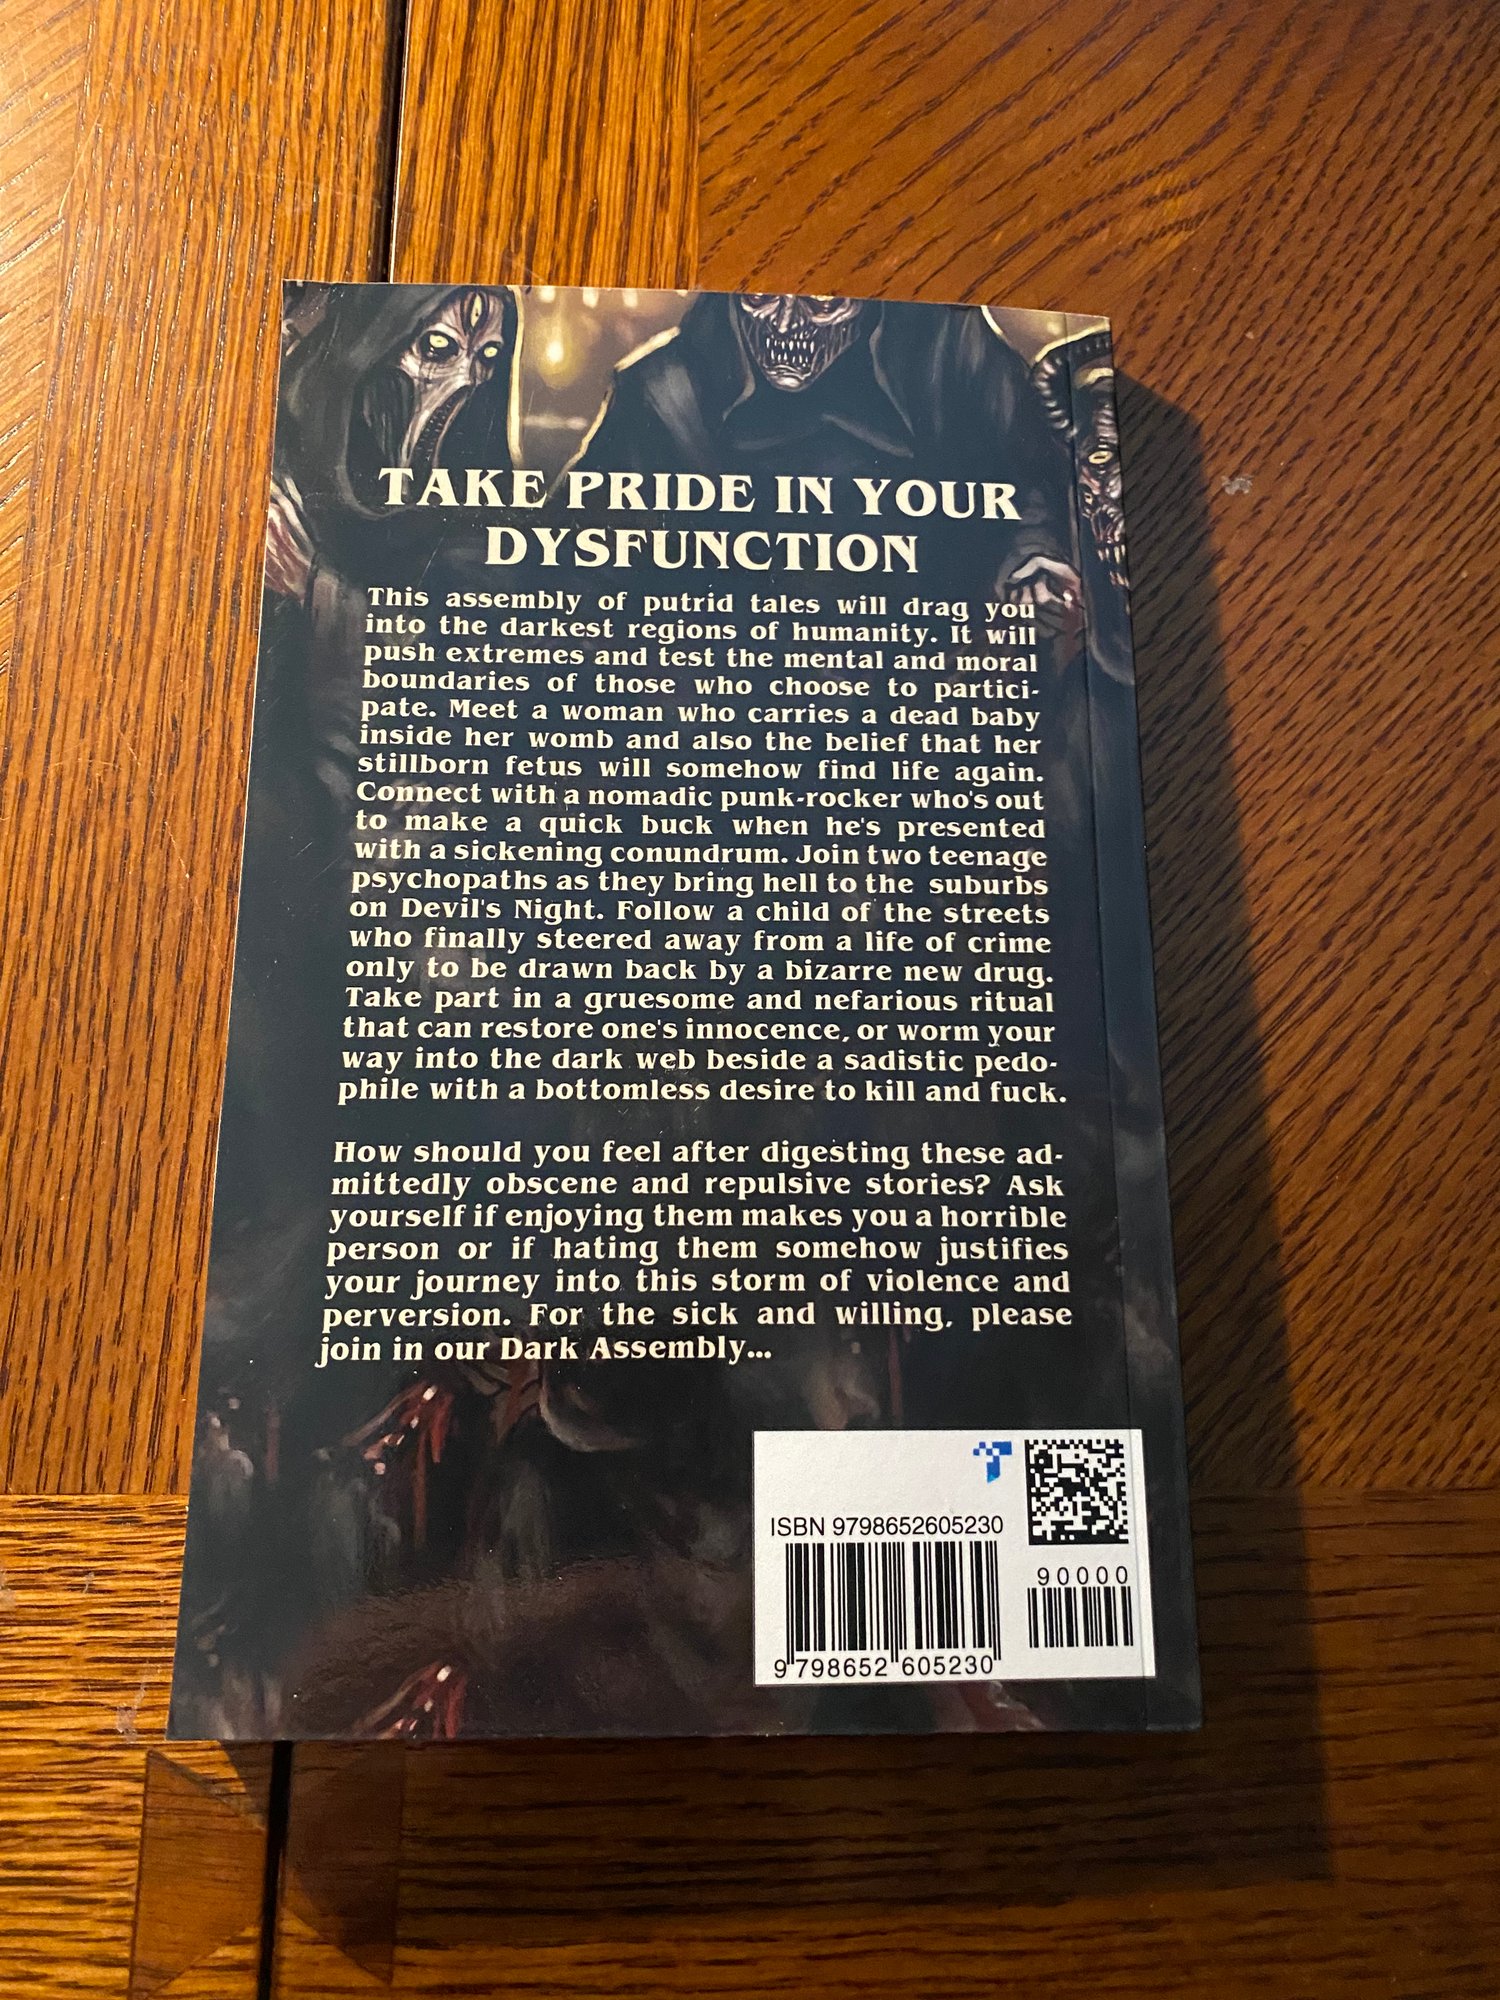 TAKE PRIDE IN YOUR
DYSFUNCTION
This assembly of putrid tales will drag you
into the darkest regions of humanity. It will
push extremes and test the mental and moral
boundaries of those who choose to partici-
pate. Meet a woman who carries a dead baby
inside her womb and also the belief that her
stillborn fetus will somehow find life again.
Connect with a nomadic punk-rocker who's out
to make a quick buck when he's presented
with a sickening conundrum. Join two teenage
psychopaths as they bring hell to the suburbs
on Devil's Night. Follow a child of the streets
who finally steered away from a life of crime
only to be drawn back by a bizarre new drug.
Take part in a gruesome and nefarious ritual
that can restore one's innocence, or worm your
way into the dark web beside a sadistic pedo-
phile with a bottomless desire to kill and fuck.
How should you feel after digesting these ad-
mittedly obscene and repulsive stories? Ask
yourself if enjoying them makes you a horrible
person or if hating them somehow justifies
your journey into this storm of violence and
perversion. For the sick and willing, please
join in our Dark Assembly...
ISBN 9798652605230
90000
9 798652 605230